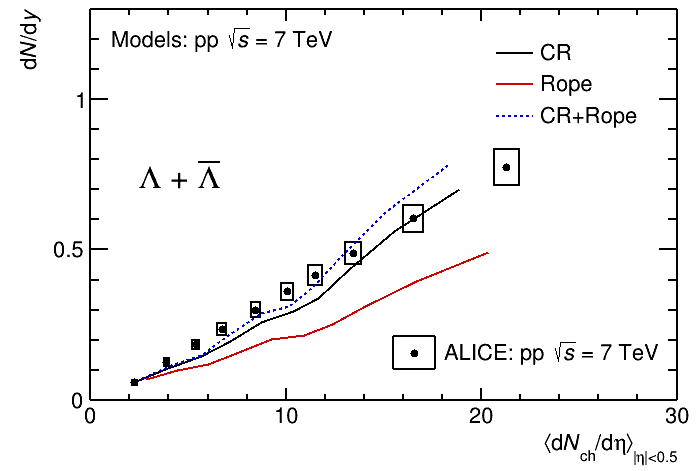 dN/dy
Models: pp √s = 7 TeV
CR
Rope
CR+Rope
Λ + Λ̅
1
0.5
0
ALICE: pp √s = 7 TeV
0 10 20 30
⟨dN_ch/dη⟩_|η|<0.5